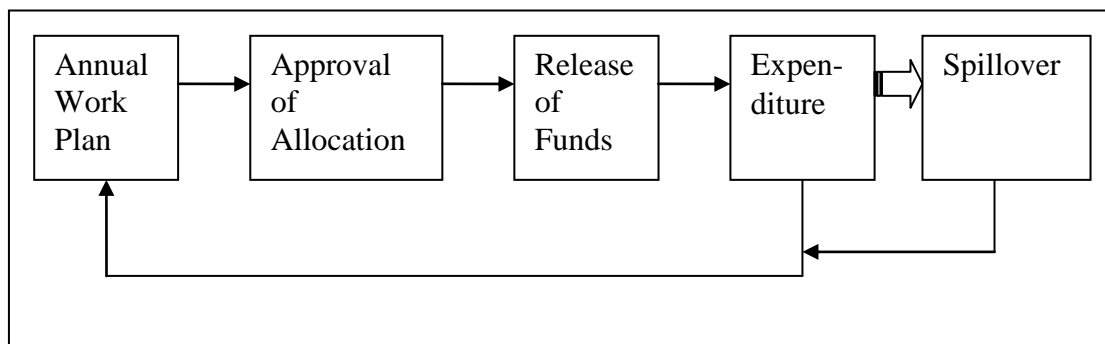 Annual
Work
Plan
Approval
of
Allocation
Release
of
Funds
Expen-
diture
Spillover